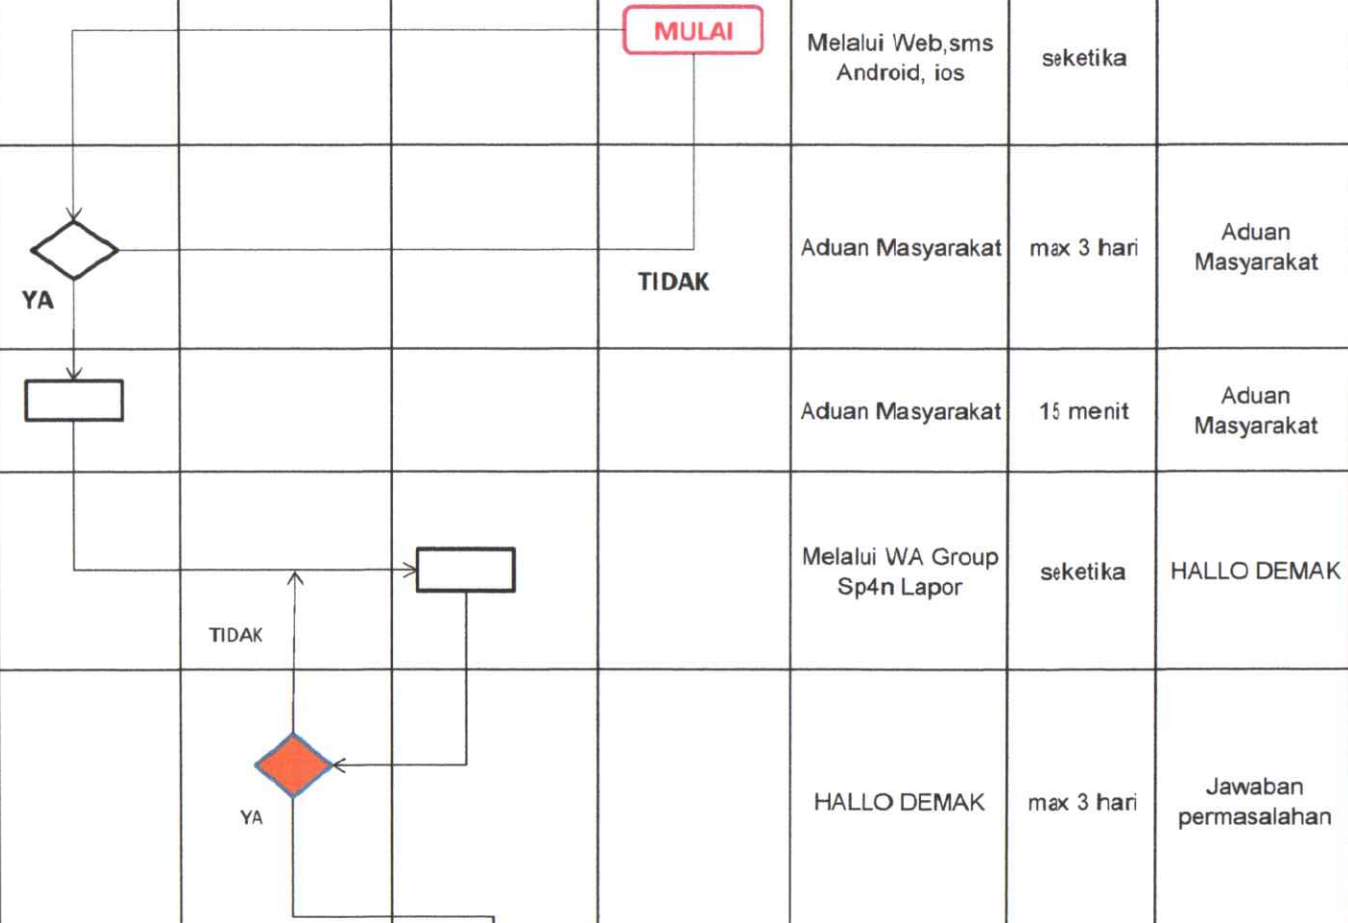 MULAI
Melalui Web,sms
Android, ios
seketika
YA
TIDAK
Aduan Masyarakat
max 3 hari
Aduan
Masyarakat
Aduan Masyarakat
15 menit
Aduan
Masyarakat
TIDAK
Melalui WA Group
Sp4n Lapor
seketika
HALLO DEMAK
YA
HALLO DEMAK
max 3 hari
Jawaban
permasalahan